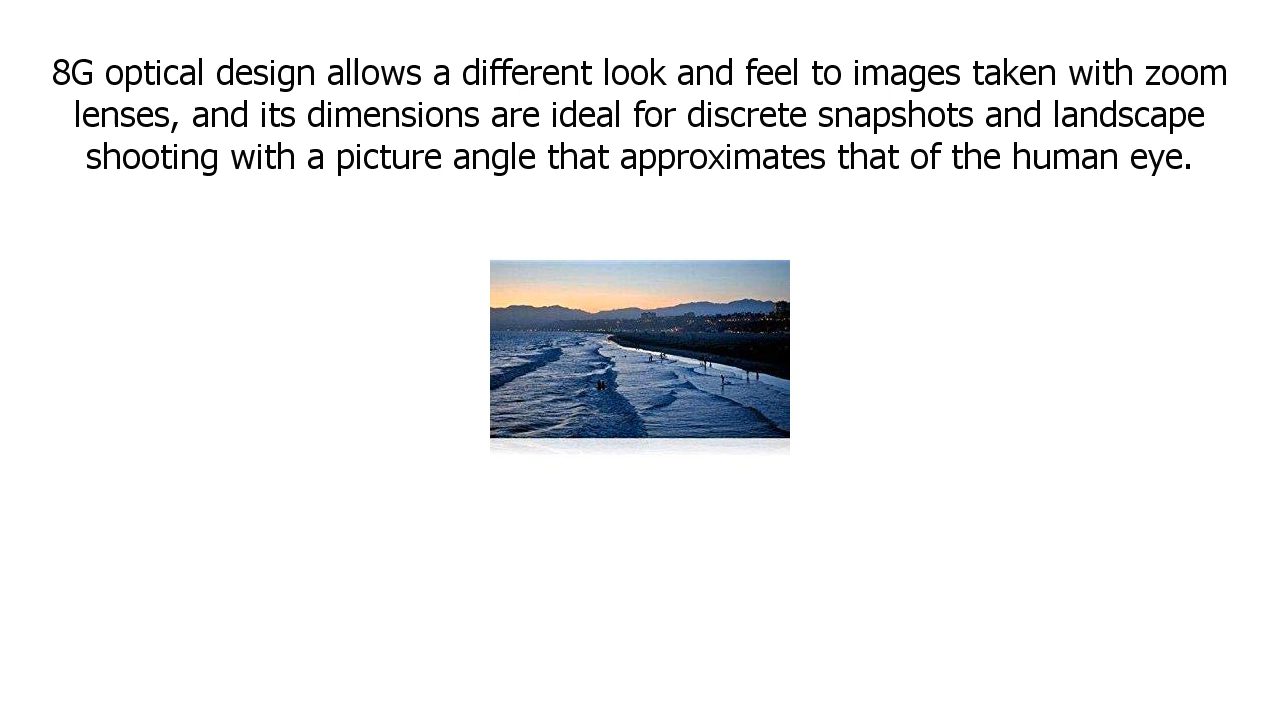 8G optical design allows a different look and feel to images taken with zoom
lenses, and its dimensions are ideal for discrete snapshots and landscape
shooting with a picture angle that approximates that of the human eye.